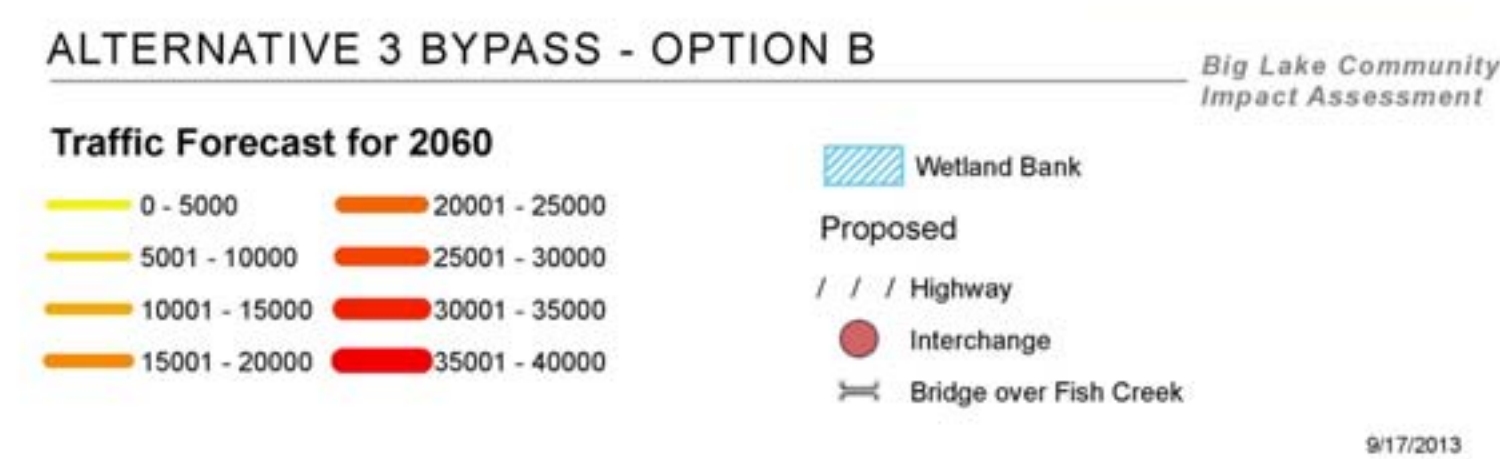 ALTERNATIVE 3 BYPASS - OPTION B
Big Lake Community
Impact Assessment
Traffic Forecast for 2060
0 - 5000
5001 - 10000
10001 - 15000
15001 - 20000
20001 - 25000
25001 - 30000
30001 - 35000
35001 - 40000
Wetland Bank
Proposed
Highway
Interchange
Bridge over Fish Creek
9/17/2013